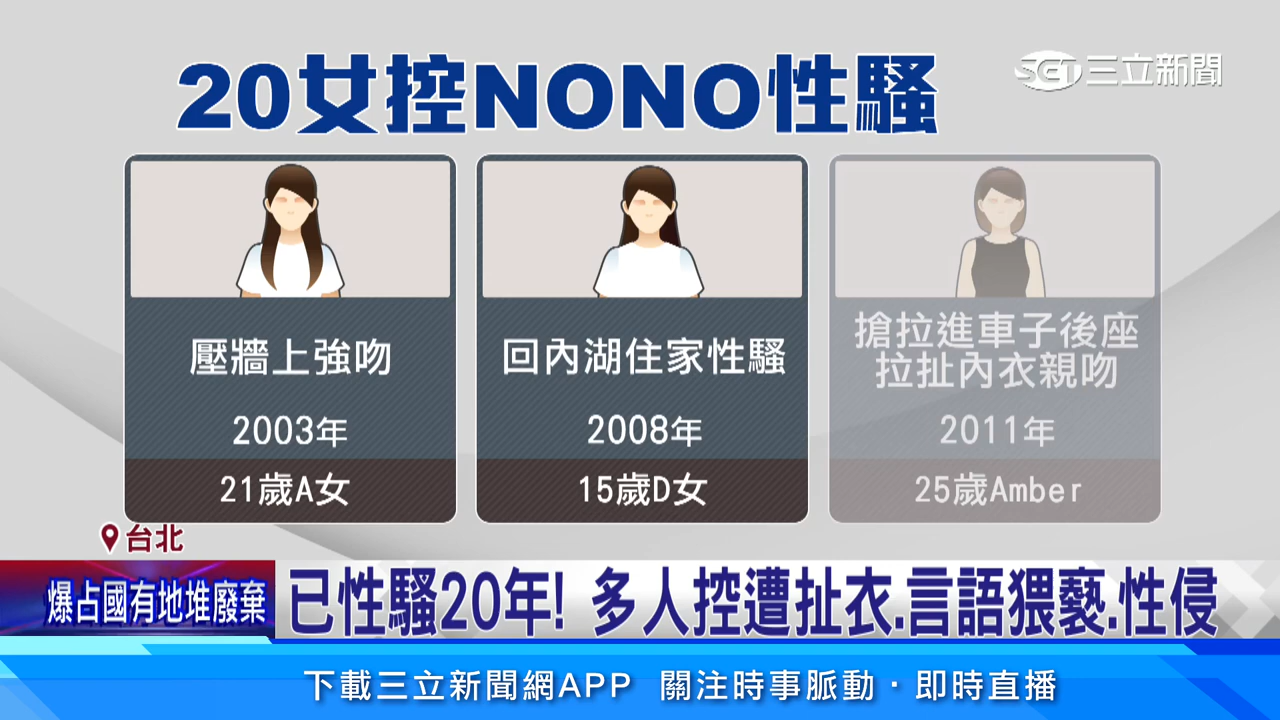 20女控NONO性騷
SET三立新聞
壓牆上強吻
2003年
21歲A女
回內湖住家性騷
2008年
15歲D女
搶拉進車子後座
拉扯內衣親吻
2011年
25歲Amber
台北
爆占國有地堆廢棄
已性騷20年! 多人控遭扯衣.言語猥褻.性侵
下載三立新聞網APP 關注時事脈動·即時直播